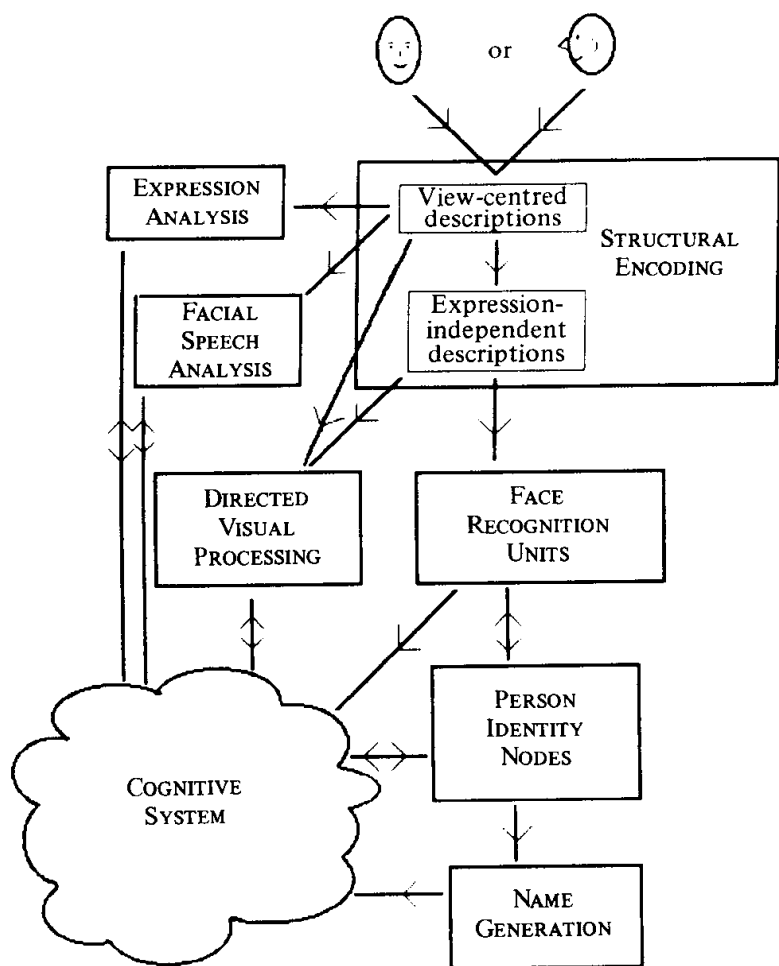 or
EXPRESSION
ANALYSIS
View-centred
descriptions
STRUCTURAL
ENCODING
FACIAL
SPEECH
ANALYSIS
Expression-
independent
descriptions
DIRECTED
VISUAL
PROCESSING
FACE
RECOGNITION
UNITS
PERSON
IDENTITY
NODES
COGNITIVE
SYSTEM
NAME
GENERATION